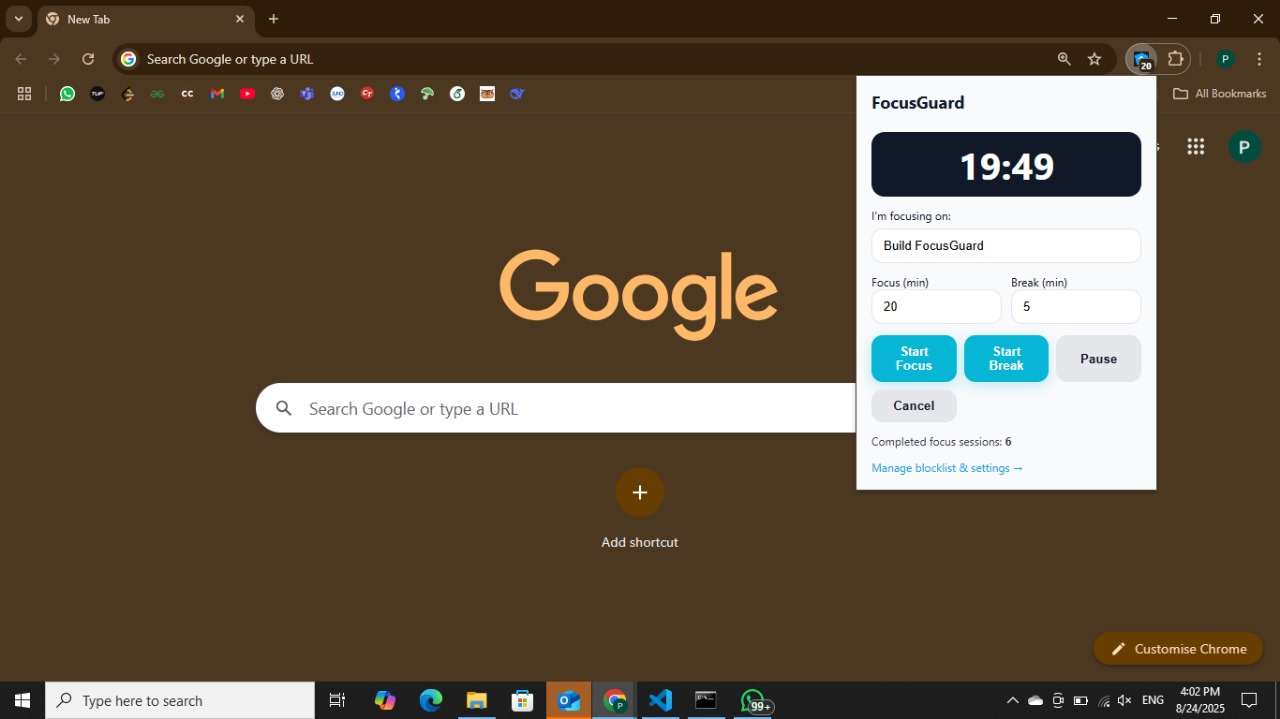 New Tab
Search Google or type a URL
20
P
All Bookmarks
FocusGuard
19:49
I'm focusing on:
Build FocusGuard
Focus (min)
Break (min)
20
5
Start
Focus
Start
Break
Pause
Cancel
Completed focus sessions: 6
Manage blocklist & settings →
P
Google
Search Google or type a URL
Add shortcut
Customise Chrome
Type here to search
99+
ENG
4:02 PM
8/24/2025